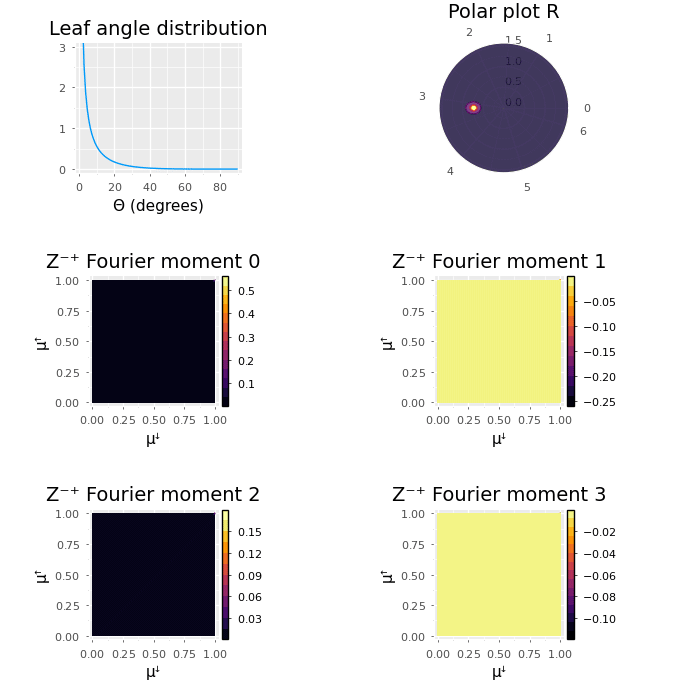 Leaf angle distribution
3
2
1
0
0 20 40 60 80
Θ (degrees)
Polar plot R
2 1
3 0
4 5 6
1.5
1.0
0.5
0.0
Z⁻⁺ Fourier moment 0
1.00
0.75
0.50
0.25
0.00
μ↑
0.00 0.25 0.50 0.75 1.00
μ↓
0.5
0.4
0.3
0.2
0.1
Z⁻⁺ Fourier moment 1
1.00
0.75
0.50
0.25
0.00
μ↑
0.00 0.25 0.50 0.75 1.00
μ↓
−0.05
−0.10
−0.15
−0.20
−0.25
Z⁻⁺ Fourier moment 2
1.00
0.75
0.50
0.25
0.00
μ↑
0.00 0.25 0.50 0.75 1.00
μ↓
0.15
0.12
0.09
0.06
0.03
Z⁻⁺ Fourier moment 3
1.00
0.75
0.50
0.25
0.00
μ↑
0.00 0.25 0.50 0.75 1.00
μ↓
−0.02
−0.04
−0.06
−0.08
−0.10